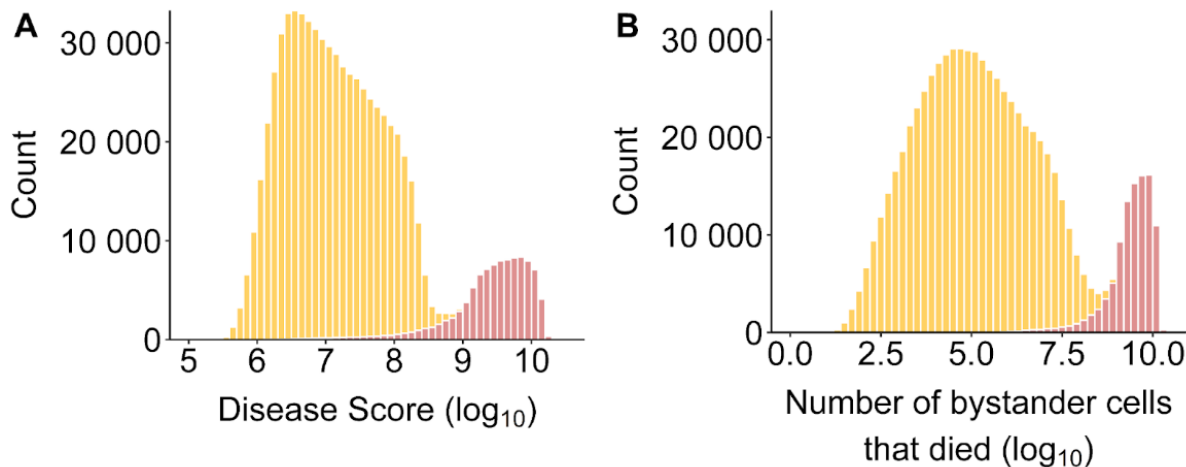 A
Count
30 000
20 000
10 000
0
5 6 7 8 9 10
Disease Score (log₁₀)
B
Count
30 000
20 000
10 000
0
0.0 2.5 5.0 7.5 10.0
Number of bystander cells
that died (log₁₀)